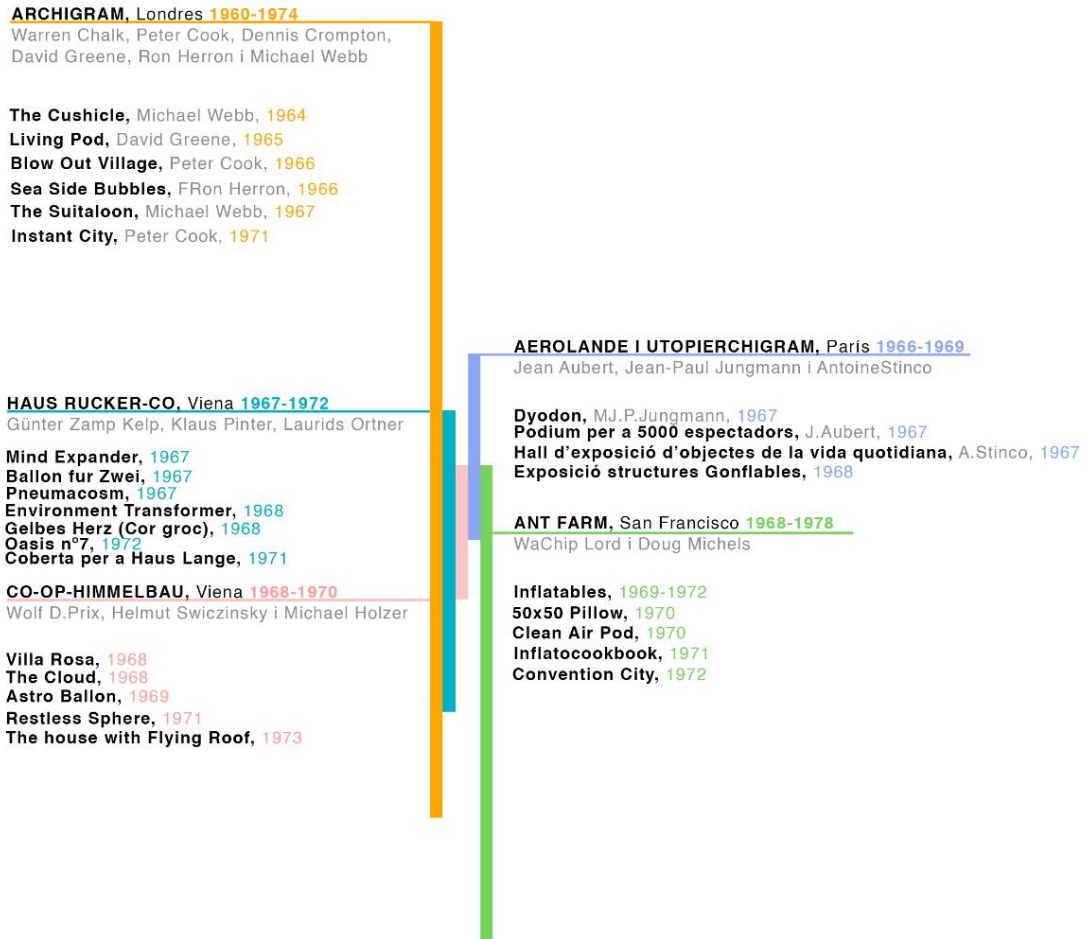 ARCHIGRAM, Londres 1960-1974
Warren Chalk, Peter Cook, Dennis Crompton,
David Greene, Ron Herron i Michael Webb
The Cushicle, Michael Webb, 1964
Living Pod, David Greene, 1965
Blow Out Village, Peter Cook, 1966
Sea Side Bubbles, FRon Herron, 1966
The Suitaloon, Michael Webb, 1967
Instant City, Peter Cook, 1971
HAUS RUCKER-CO, Viena 1967-1972
Günter Zamp Kelp, Klaus Pinter, Laurids Ortner
Mind Expander, 1967
Ballon fur Zwei, 1967
Pneumacosm, 1967
Environment Transformer, 1968
Gelbes Herz (Cor groc), 1968
Oasis nº7, 1972
Coberta per a Haus Lange, 1971
CO-OP-HIMMELBAU, Viena 1968-1970
Wolf D.Prix, Helmut Swiczinsky i Michael Holzer
Villa Rosa, 1968
The Cloud, 1968
Astro Ballon, 1969
Restless Sphere, 1971
The house with Flying Roof, 1973
AEROLANDE I UTOPIERCHIGRAM, París 1966-1969
Jean Aubert, Jean-Paul Jungmann i AntoineStinco
Dyodon, MJ.P.Jungmann, 1967
Podium per a 5000 espectadors, J.Aubert, 1967
Hall d'exposició d'objectes de la vida quotidiana, A.Stinco, 1967
Exposició structures Gonflables, 1968
ANT FARM, San Francisco 1968-1978
WaChip Lord i Doug Michels
Inflatables, 1969-1972
50x50 Pillow, 1970
Clean Air Pod, 1970
Inflatocookbook, 1971
Convention City, 1972